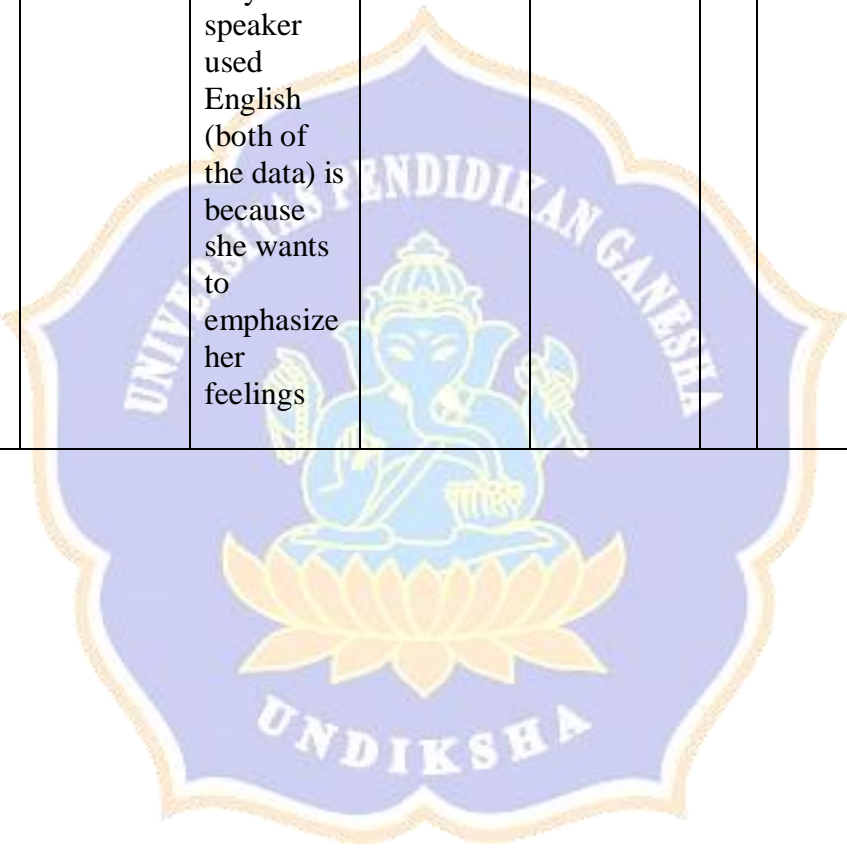 speaker
used
English
(both of
the data) is
because
she wants
to
emphasize
her
feelings
UNIVERSITAS PENDIDIKAN GANESHA
UNDIKSHA